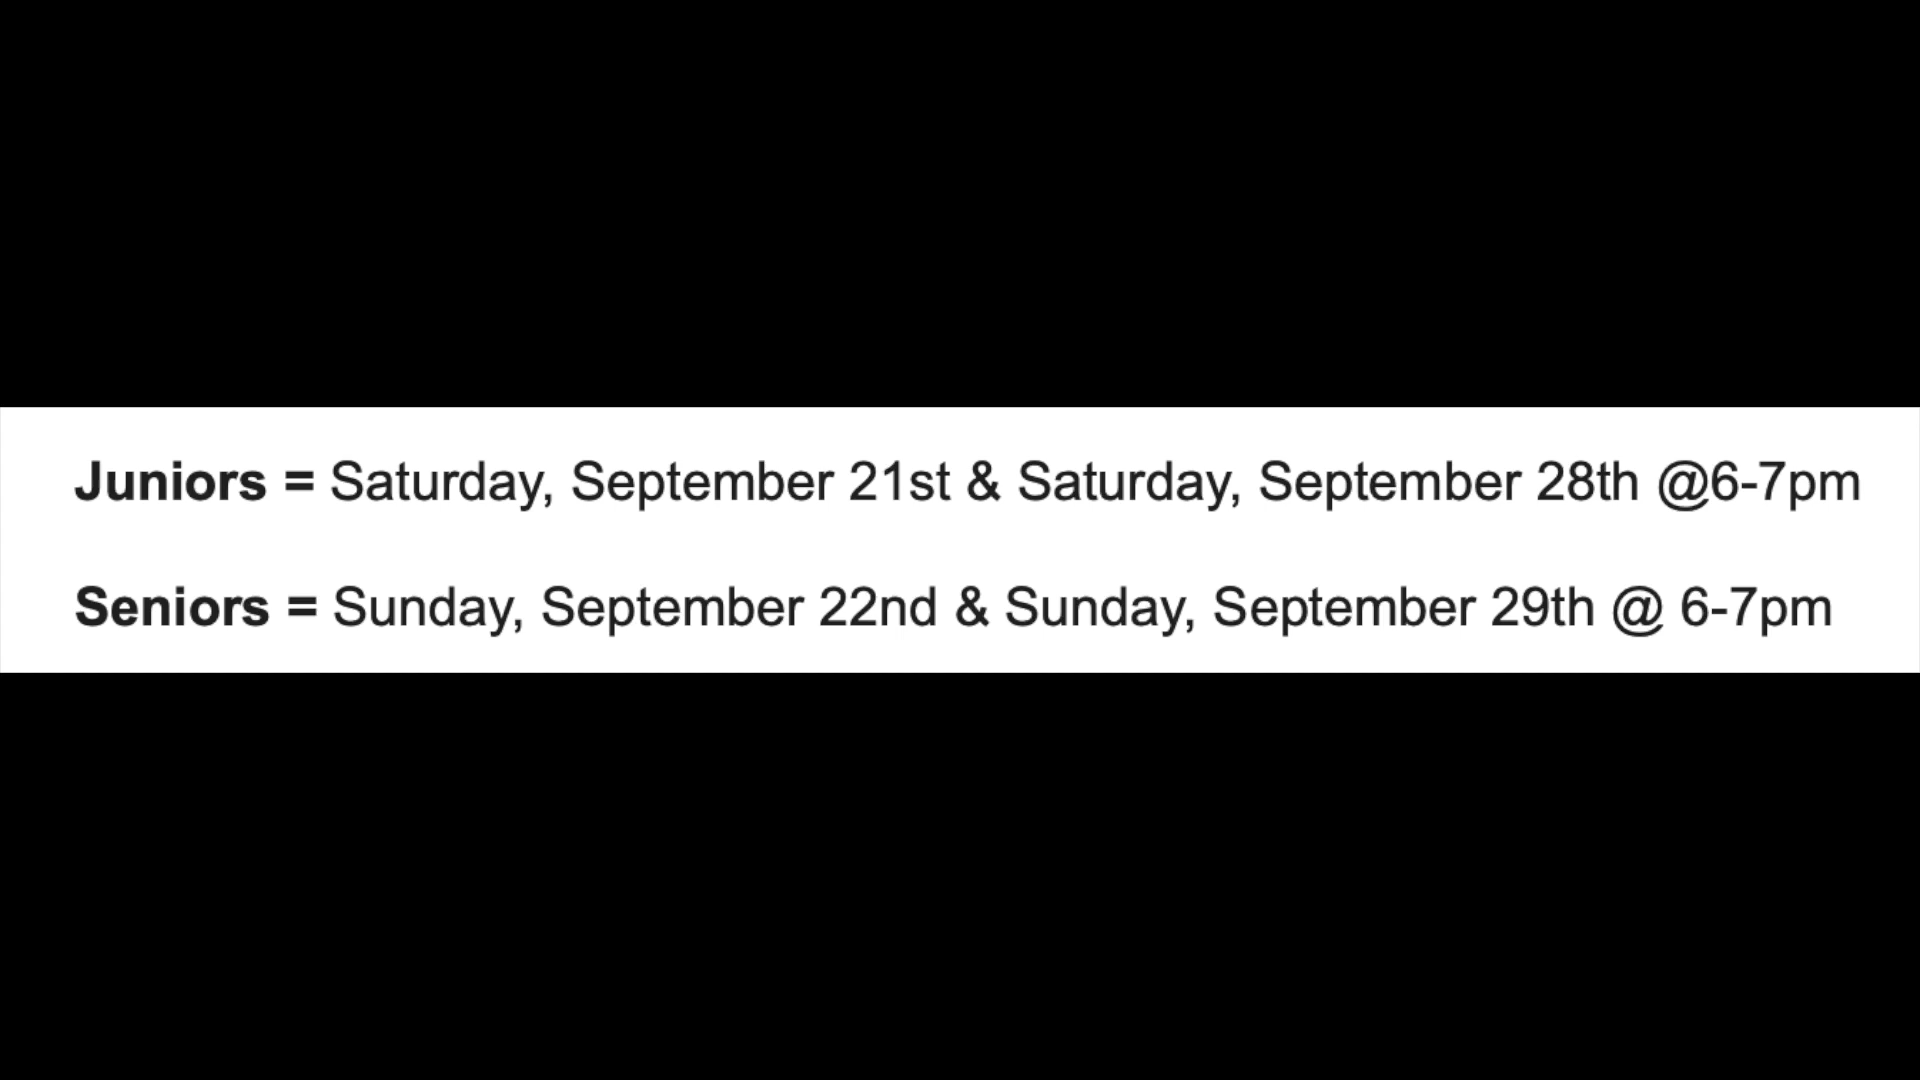 Juniors = Saturday, September 21st & Saturday, September 28th @6-7pm
Seniors = Sunday, September 22nd & Sunday, September 29th @ 6-7pm